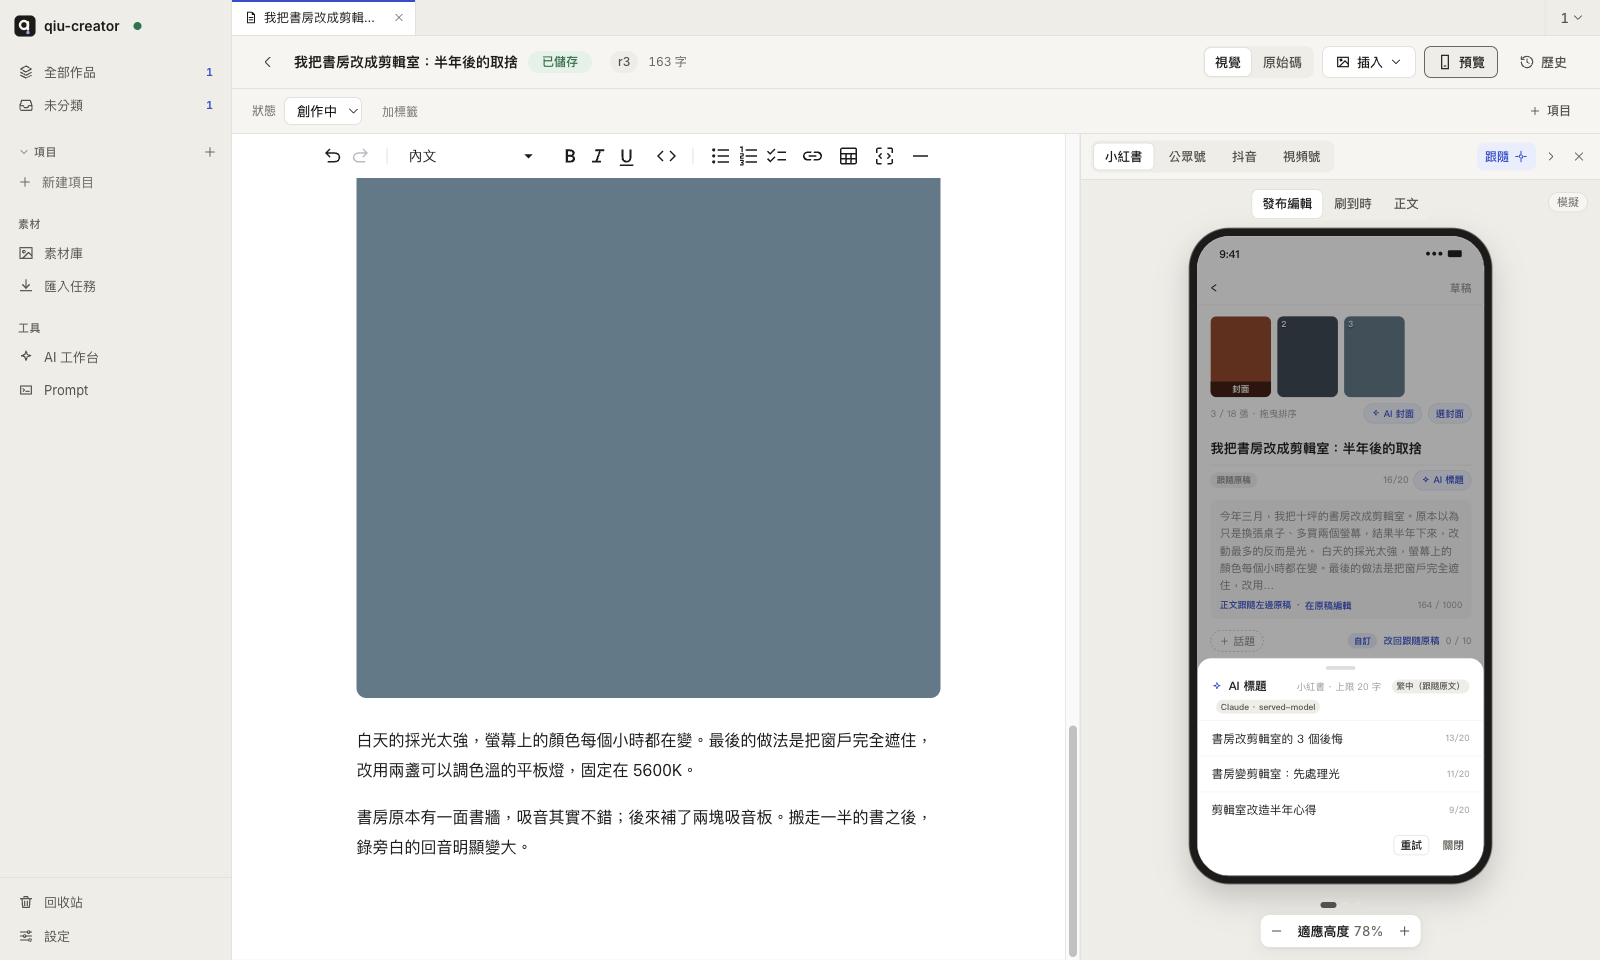 qiu-creator
全部作品 1
未分類 1
項目
新建項目
素材
素材庫
匯入任務
工具
AI 工作台
Prompt
回收站
設定
我把書房改成剪輯...
1
我把書房改成剪輯室：半年後的取捨 已儲存 r3 163 字
視覺 原始碼 插入 預覽 歷史
狀態 創作中 加標籤
項目
內文
白天的採光太強，螢幕上的顏色每個小時都在變。最後的做法是把窗戶完全遮住，
改用兩盞可以調色溫的平板燈，固定在 5600K。
書房原本有一面書牆，吸音其實不錯；後來補了兩塊吸音板。搬走一半的書之後，
錄旁白的回音明顯變大。
小紅書 公眾號 抖音 視頻號 跟隨
發布編輯 刷到時 正文 模擬
9:41
草稿
2 3
封面
3 / 18 張 · 拖曳排序 AI 封面 選封面
我把書房改成剪輯室：半年後的取捨
跟隨原稿 16/20 AI 標題
今年三月，我把十坪的書房改成剪輯室。原本以為
只是換張桌子、多買兩個螢幕，結果半年下來，改
動最多的反而是光。 白天的採光太強，螢幕上的
顏色每個小時都在變。最後的做法是把窗戶完全遮
住，改用...
正文跟隨左邊原稿 · 在原稿編輯 164 / 1000
話題 自訂 改回跟隨原稿 0 / 10
AI 標題 小紅書 · 上限 20 字 繁中（跟隨原文）
Claude · served-model
書房改剪輯室的 3 個後悔 13/20
書房變剪輯室：先處理光 11/20
剪輯室改造半年心得 9/20
重試 關閉
適應高度 78%